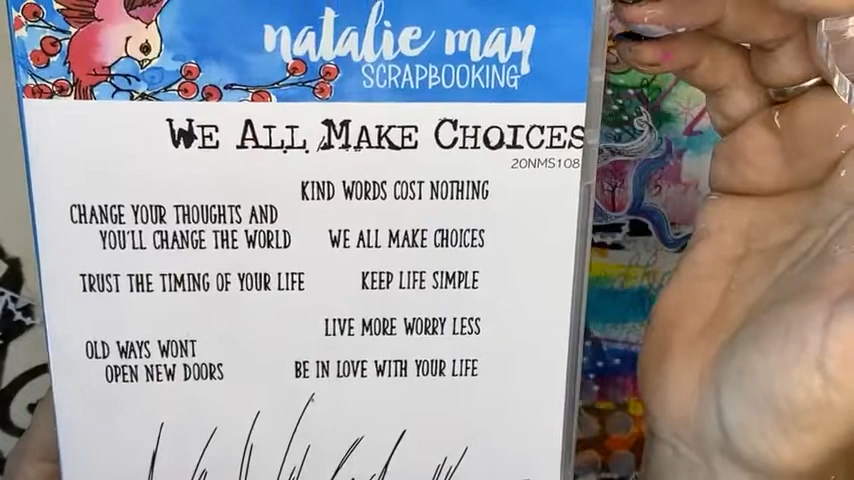 natalie may
SCRAPBOOKING
WE ALL MAKE CHOICES
20NMS108
KIND WORDS COST NOTHING
CHANGE YOUR THOUGHTS AND
YOU'LL CHANGE THE WORLD
WE ALL MAKE CHOICES
TRUST THE TIMING OF YOUR LIFE
KEEP LIFE SIMPLE
LIVE MORE WORRY LESS
OLD WAYS WONT
OPEN NEW DOORS
BE IN LOVE WITH YOUR LIFE